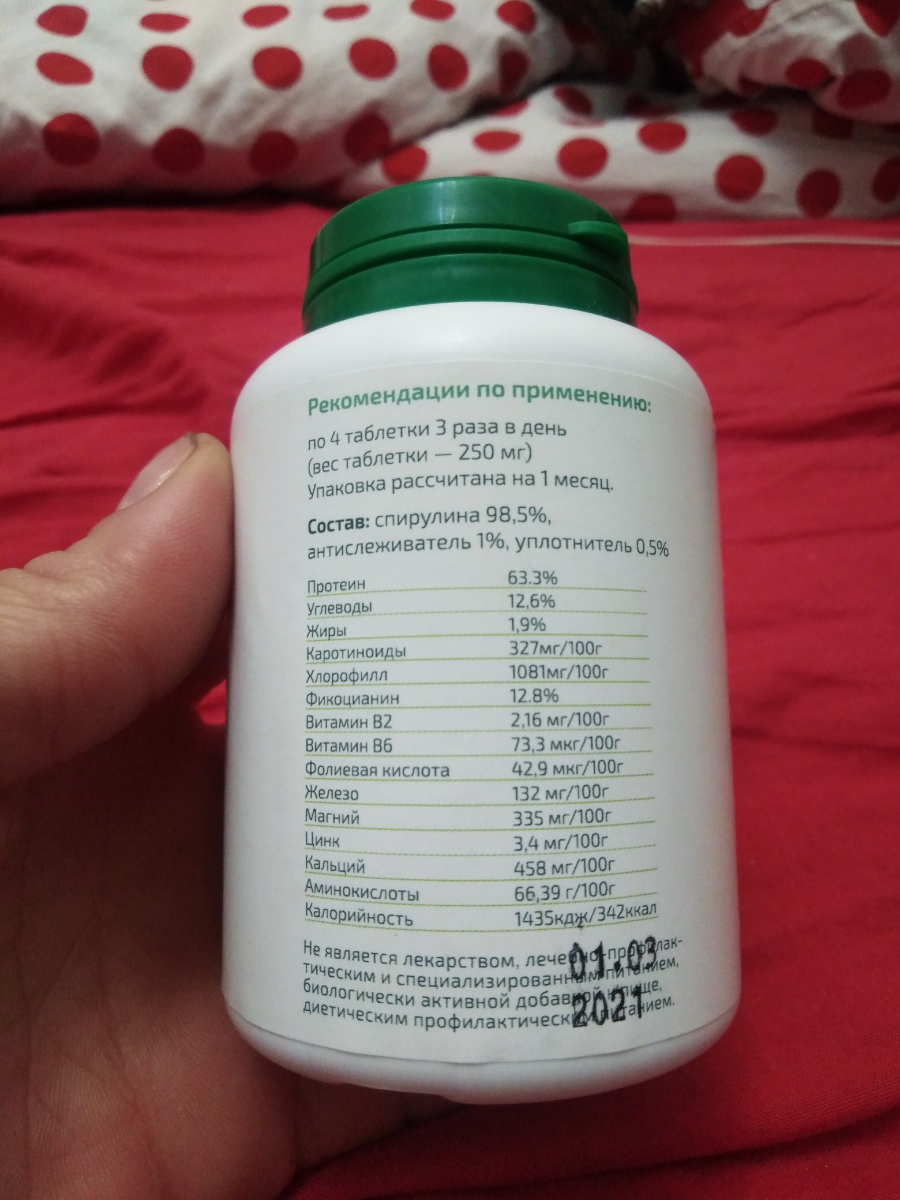 Рекомендации по применению:
по 4 таблетки 3 раза в день
(вес таблетки — 250 мг)
Упаковка рассчитана на 1 месяц.
Состав: спирулина 98,5%,
антислеживатель 1%, уплотнитель 0,5%
Протеин 63.3%
Углеводы 12,6%
Жиры 1,9%
Каротиноиды 327мг/100г
Хлорофилл 1081мг/100г
Фикоцианин 12.8%
Витамин В2 2,16 мг/100г
Витамин В6 73,3 мкг/100г
Фолиевая кислота 42,9 мкг/100г
Железо 132 мг/100г
Магний 335 мг/100г
Цинк 3,4 мг/100г
Кальций 458 мг/100г
Аминокислоты 66,39 г/100г
Калорийность 1435кдж/342ккал
Не является лекарством, лечебно-профилак-
тическим и специализированным питанием,
биологически активной добавкой к пище,
диетическим профилактическим питанием.
01.03
2021